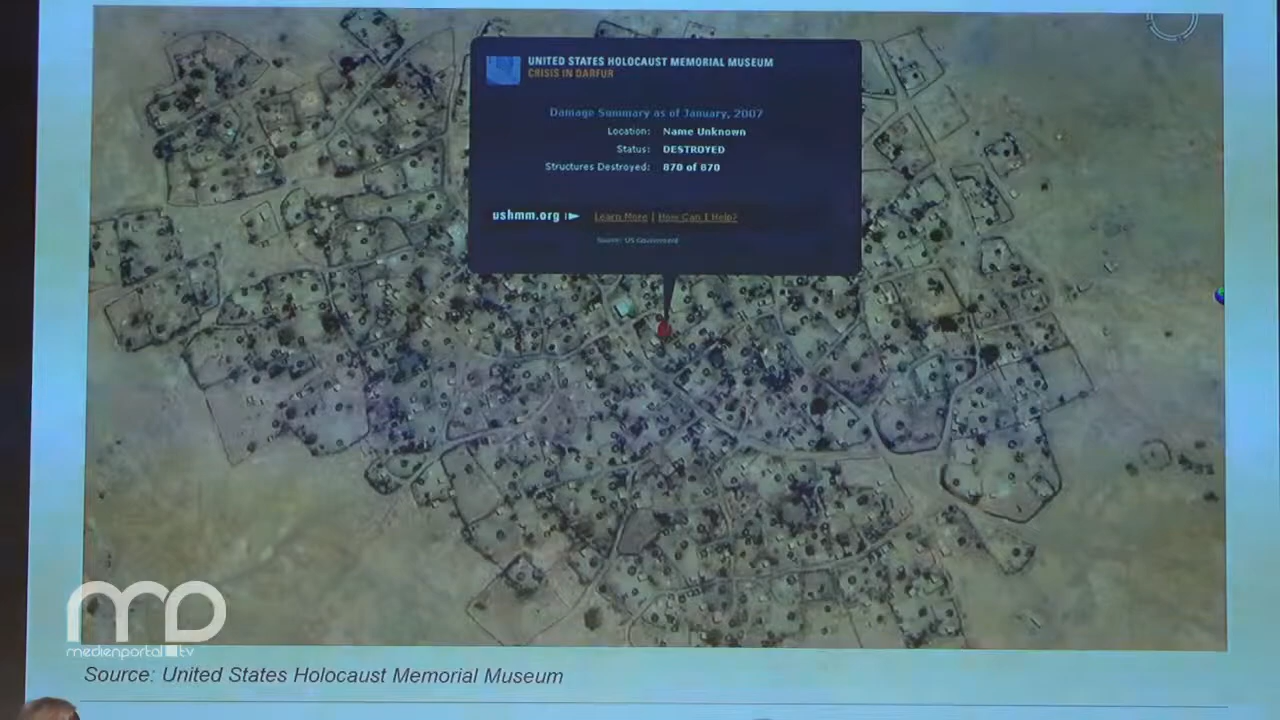 UNITED STATES HOLOCAUST MEMORIAL MUSEUM
CRISIS IN DARFUR
Damage Summary as of January, 2007
Location: Name Unknown
Status: DESTROYED
Structures Destroyed: 870 of 870
ushmm.org
Learn More | How Can I Help?
Source: US Government
medienportal.tv
Source: United States Holocaust Memorial Museum